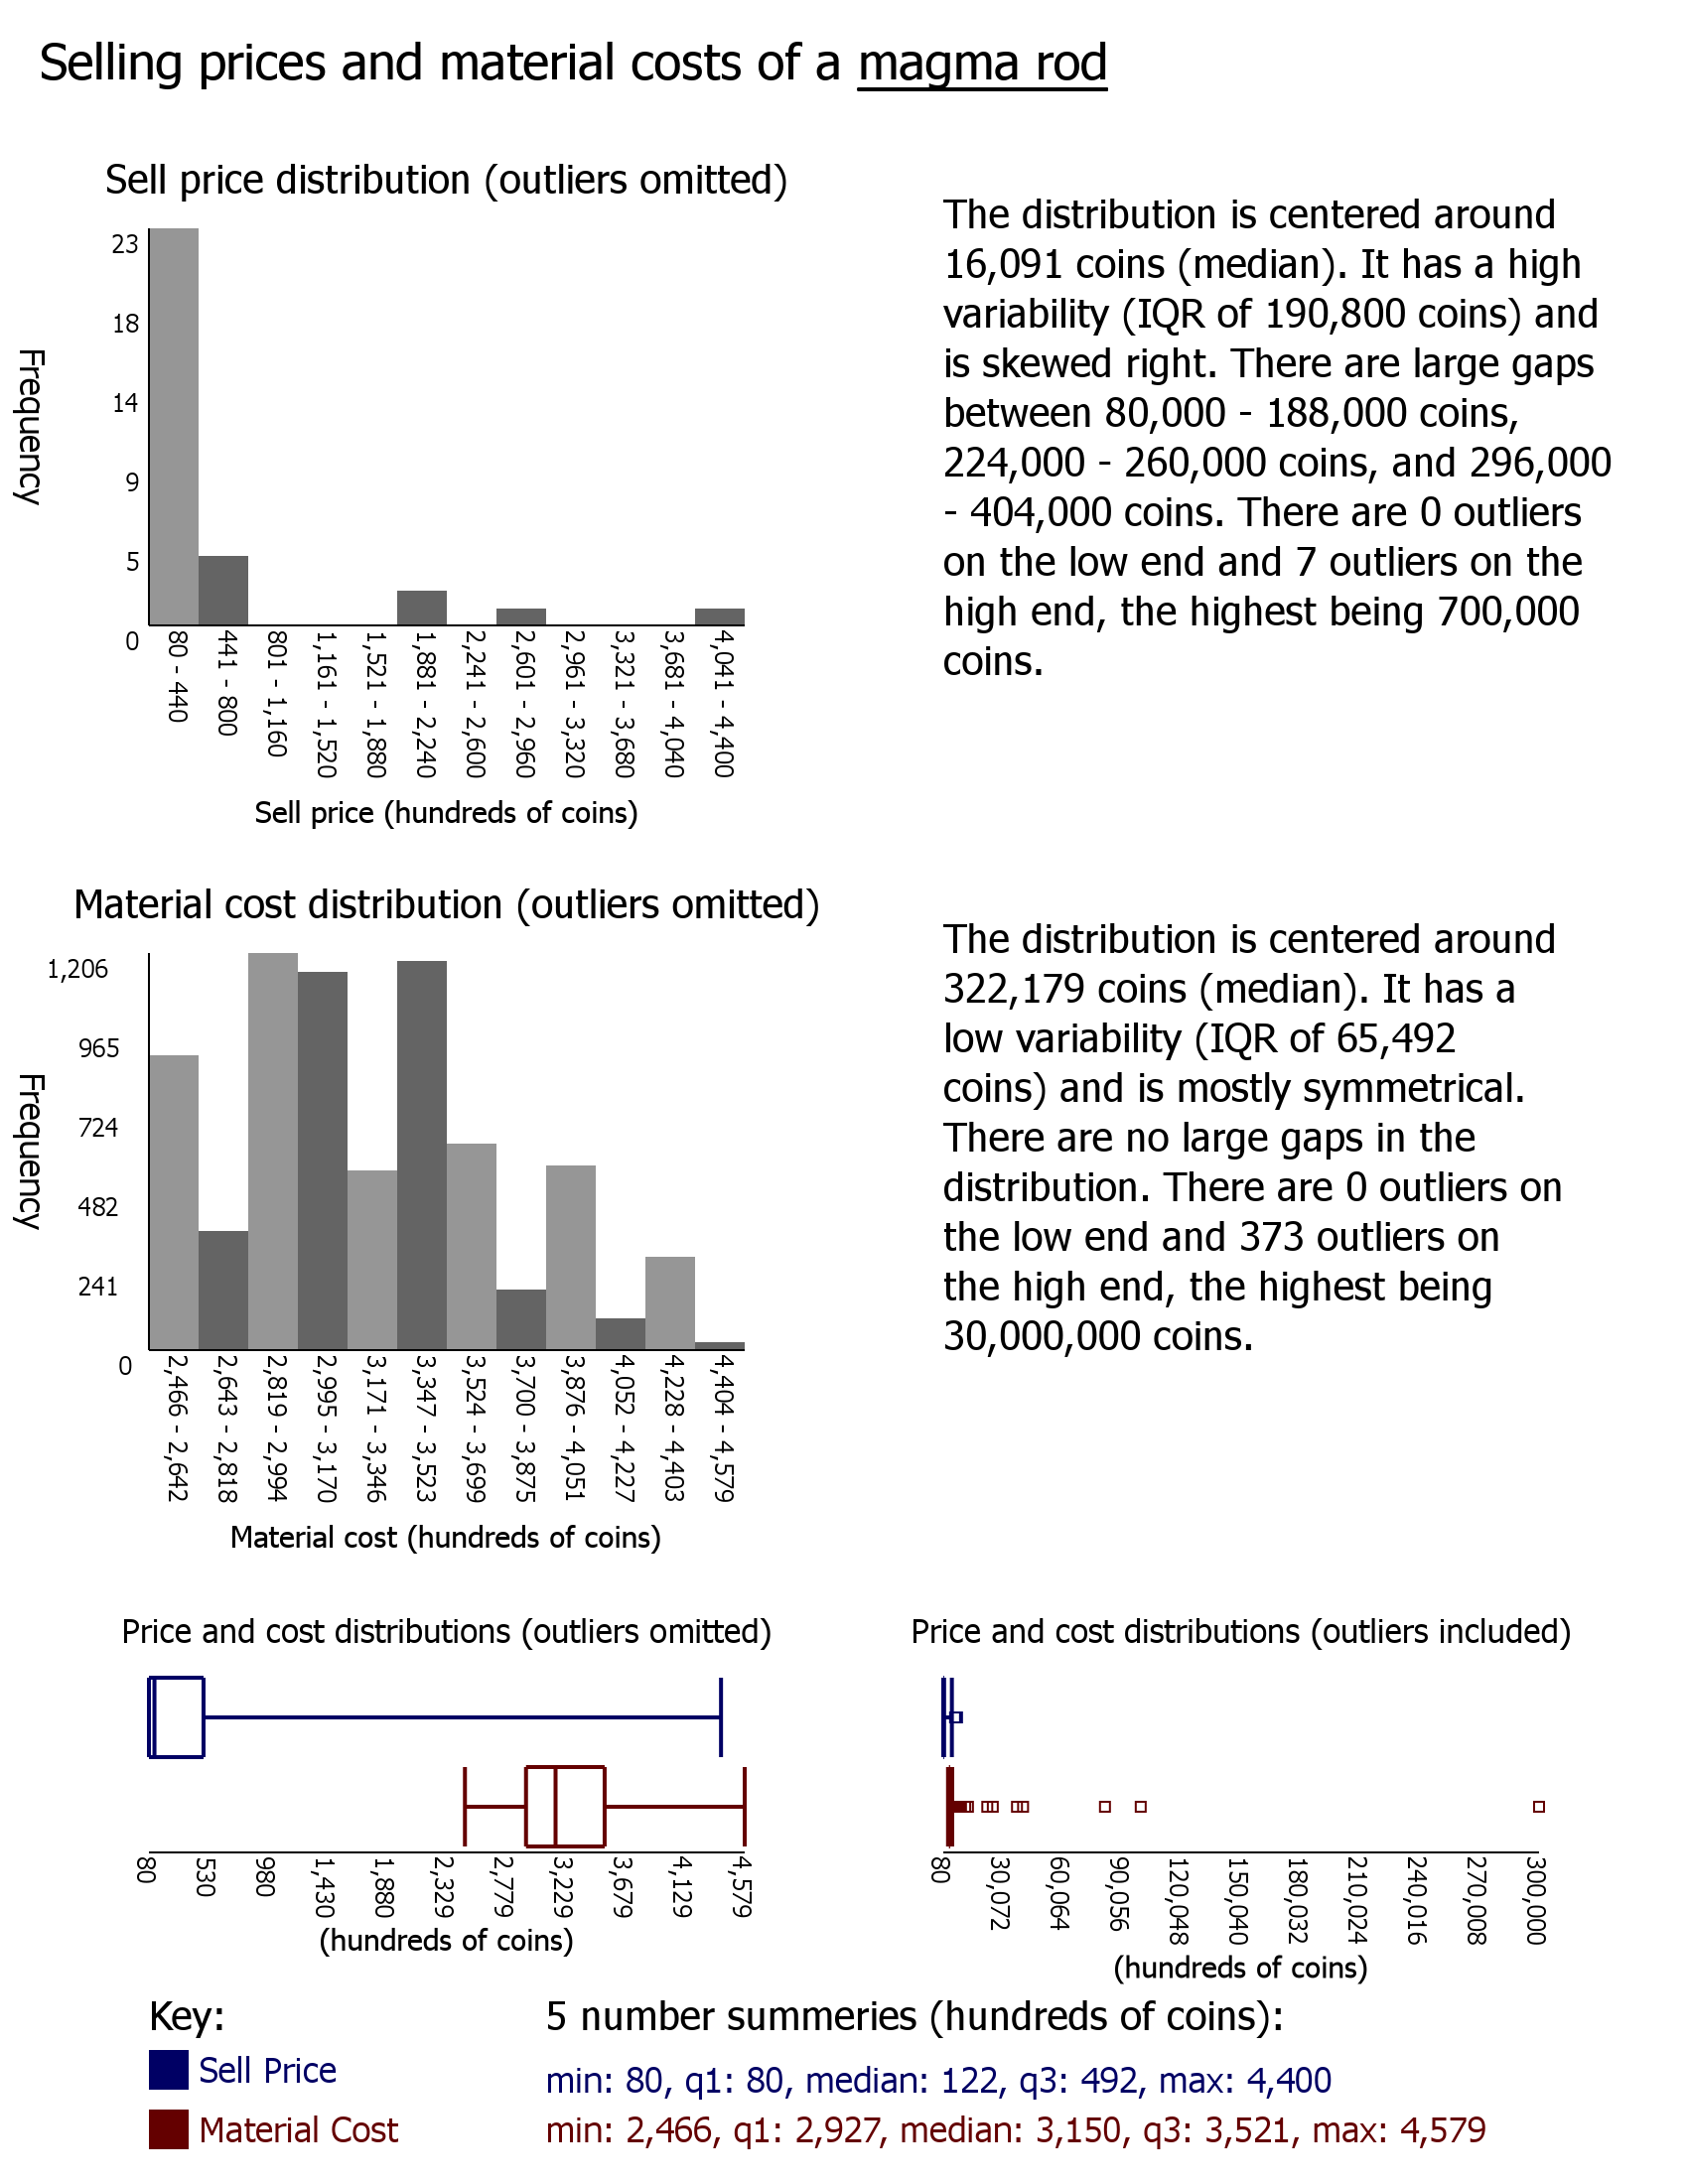 Selling prices and material costs of a magma rod
Sell price distribution (outliers omitted)
23
18
14
9
5
0
Frequency
80 - 440
441 - 800
801 - 1,160
1,161 - 1,520
1,521 - 1,880
1,881 - 2,240
2,241 - 2,600
2,601 - 2,960
2,961 - 3,320
3,321 - 3,680
3,681 - 4,040
4,041 - 4,400
Sell price (hundreds of coins)
The distribution is centered around
16,091 coins (median). It has a high
variability (IQR of 190,800 coins) and
is skewed right. There are large gaps
between 80,000 - 188,000 coins,
224,000 - 260,000 coins, and 296,000
- 404,000 coins. There are 0 outliers
on the low end and 7 outliers on the
high end, the highest being 700,000
coins.
Material cost distribution (outliers omitted)
1,206
965
724
482
241
0
Frequency
2,466 - 2,642
2,643 - 2,818
2,819 - 2,994
2,995 - 3,170
3,171 - 3,346
3,347 - 3,523
3,524 - 3,699
3,700 - 3,875
3,876 - 4,051
4,052 - 4,227
4,228 - 4,403
4,404 - 4,579
Material cost (hundreds of coins)
The distribution is centered around
322,179 coins (median). It has a
low variability (IQR of 65,492
coins) and is mostly symmetrical.
There are no large gaps in the
distribution. There are 0 outliers on
the low end and 373 outliers on
the high end, the highest being
30,000,000 coins.
Price and cost distributions (outliers omitted)
80
530
980
1,430
1,880
2,329
2,779
3,229
3,679
4,129
4,579
(hundreds of coins)
Price and cost distributions (outliers included)
80
30,072
60,064
90,056
120,048
150,040
180,032
210,024
240,016
270,008
300,000
(hundreds of coins)
Key:
Sell Price
Material Cost
5 number summeries (hundreds of coins):
min: 80, q1: 80, median: 122, q3: 492, max: 4,400
min: 2,466, q1: 2,927, median: 3,150, q3: 3,521, max: 4,579